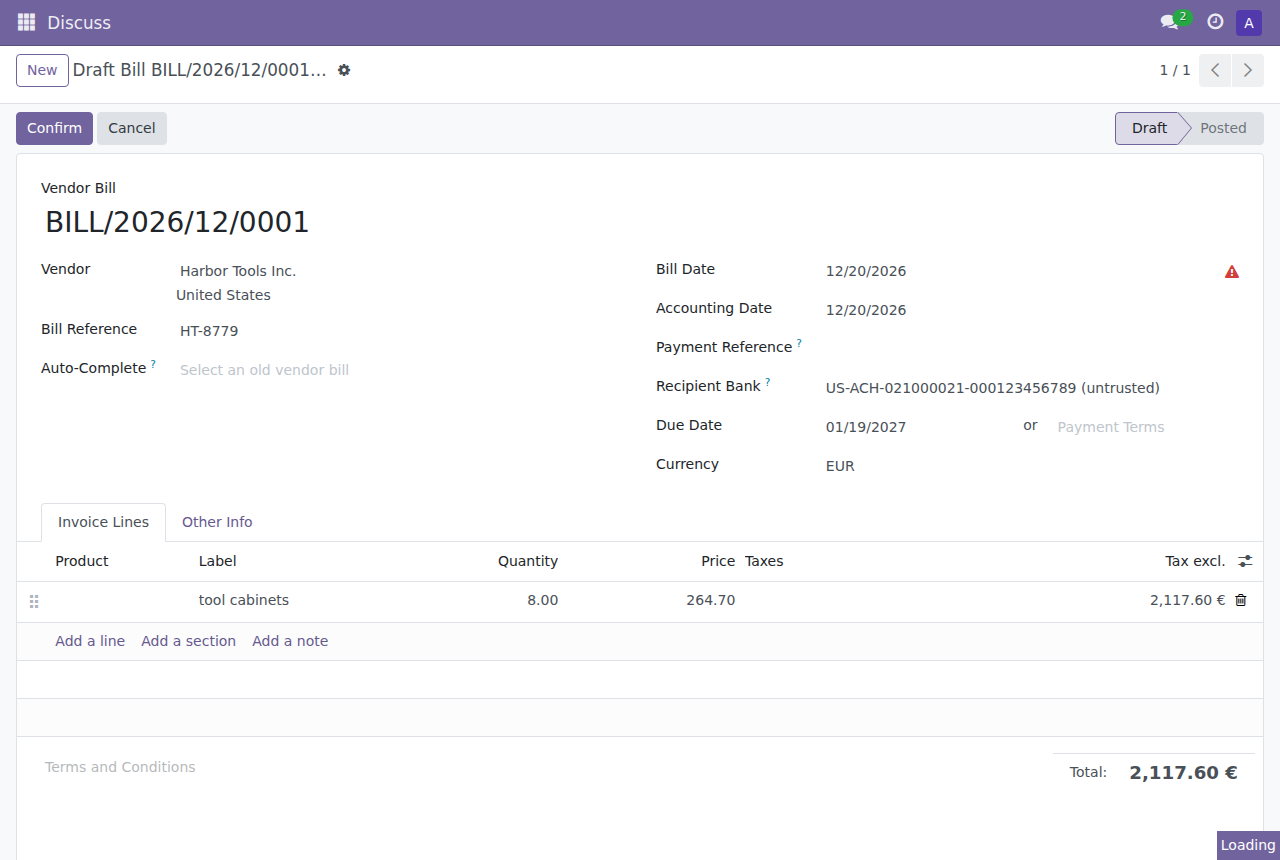 Discuss
2
A
New
Draft Bill BILL/2026/12/0001...
1 / 1
Confirm
Cancel
Draft
Posted
Vendor Bill
BILL/2026/12/0001
Vendor
Harbor Tools Inc.
United States
Bill Reference
HT-8779
Auto-Complete ?
Select an old vendor bill
Bill Date
12/20/2026
Accounting Date
12/20/2026
Payment Reference ?
Recipient Bank ?
US-ACH-021000021-000123456789 (untrusted)
Due Date
01/19/2027
or
Payment Terms
Currency
EUR
Invoice Lines
Other Info
Product Label Quantity Price Taxes Tax excl.
tool cabinets 8.00 264.70 2,117.60 €
Add a line Add a section Add a note
Terms and Conditions
Total: 2,117.60 €
Loading